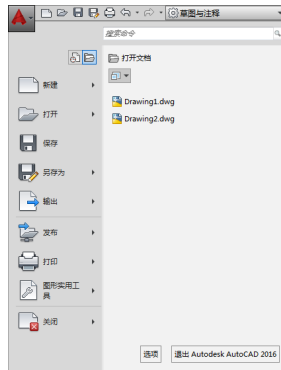 草图与注释
搜索命令
打开文档
新建
Drawing1.dwg
打开
Drawing2.dwg
保存
另存为
输出
发布
打印
图形实用工
具
关闭
选项
退出 Autodesk AutoCAD 2016